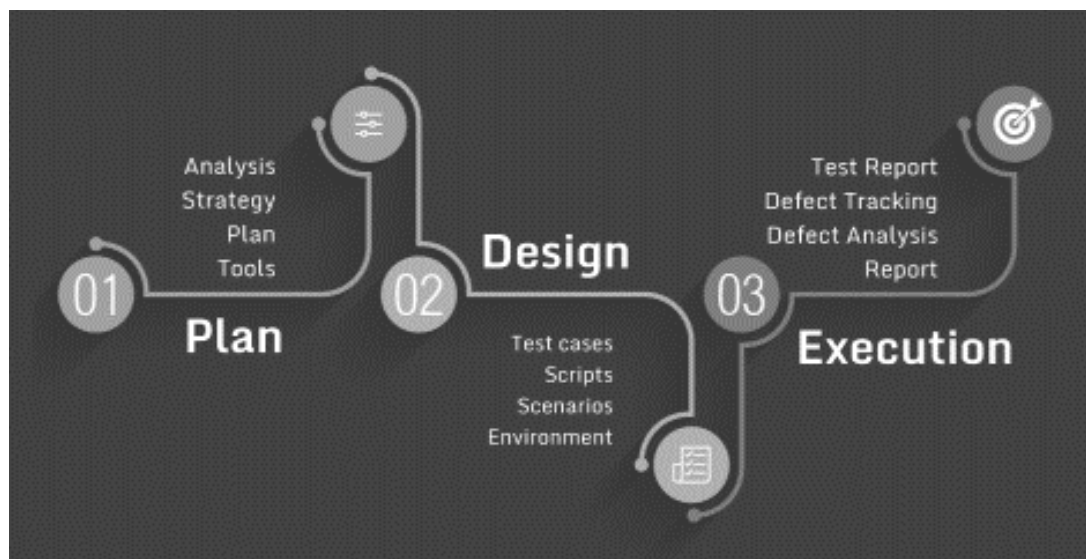 01
Plan
Analysis
Strategy
Plan
Tools
02
Design
Test cases
Scripts
Scenarios
Environment
03
Execution
Test Report
Defect Tracking
Defect Analysis
Report